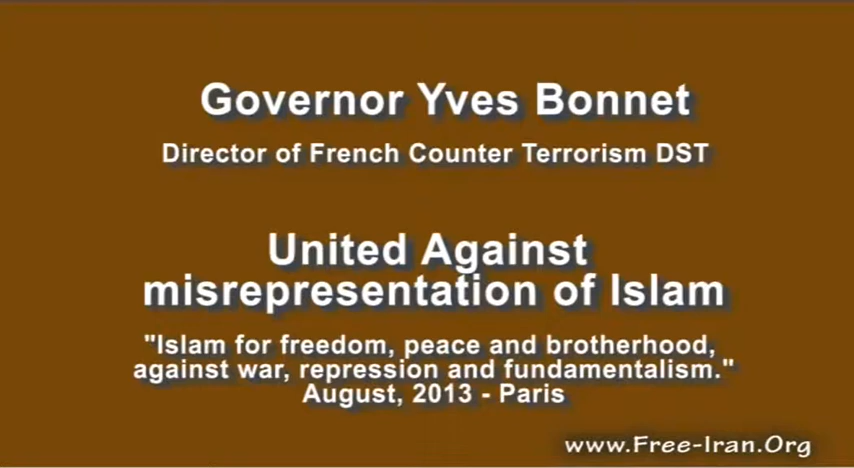 Governor Yves Bonnet
Director of French Counter Terrorism DST
United Against
misrepresentation of Islam
"Islam for freedom, peace and brotherhood,
against war, repression and fundamentalism."
August, 2013 - Paris
www.Free-Iran.Org